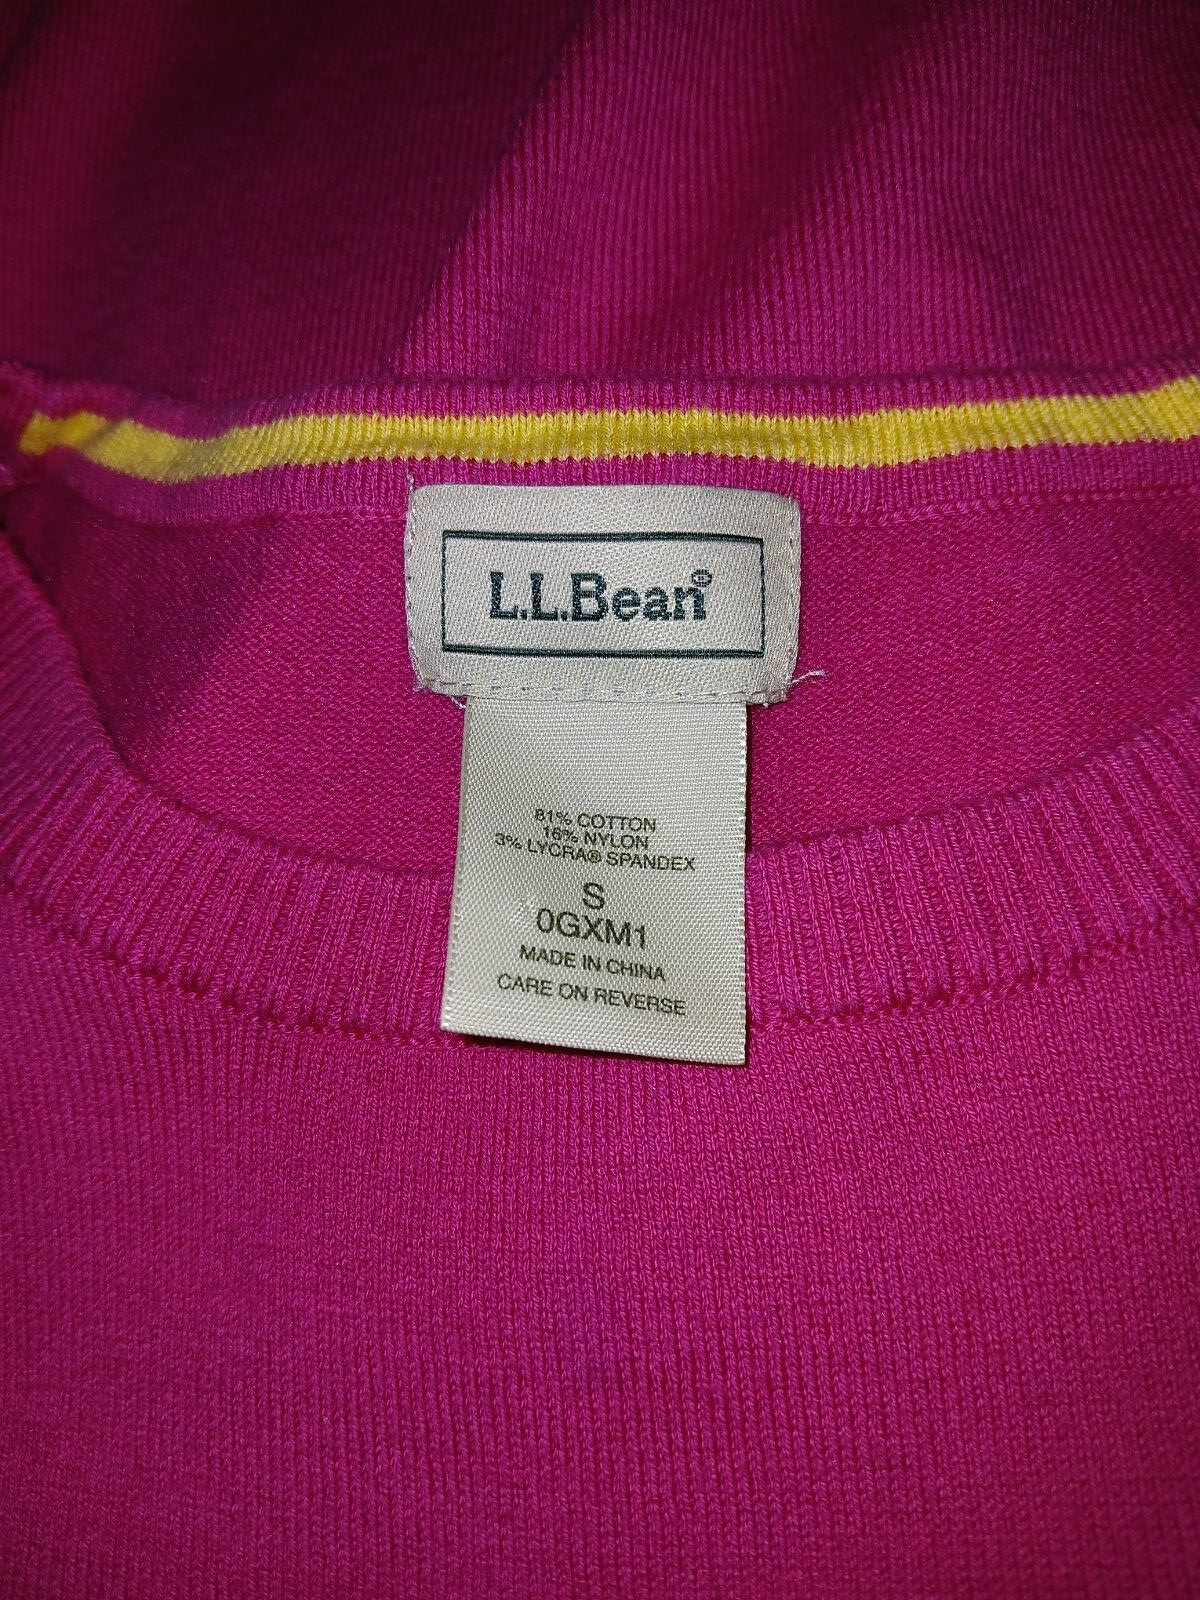 L.L.Bean®
81% COTTON
16% NYLON
3% LYCRA® SPANDEX
S
0GXM1
MADE IN CHINA
CARE ON REVERSE